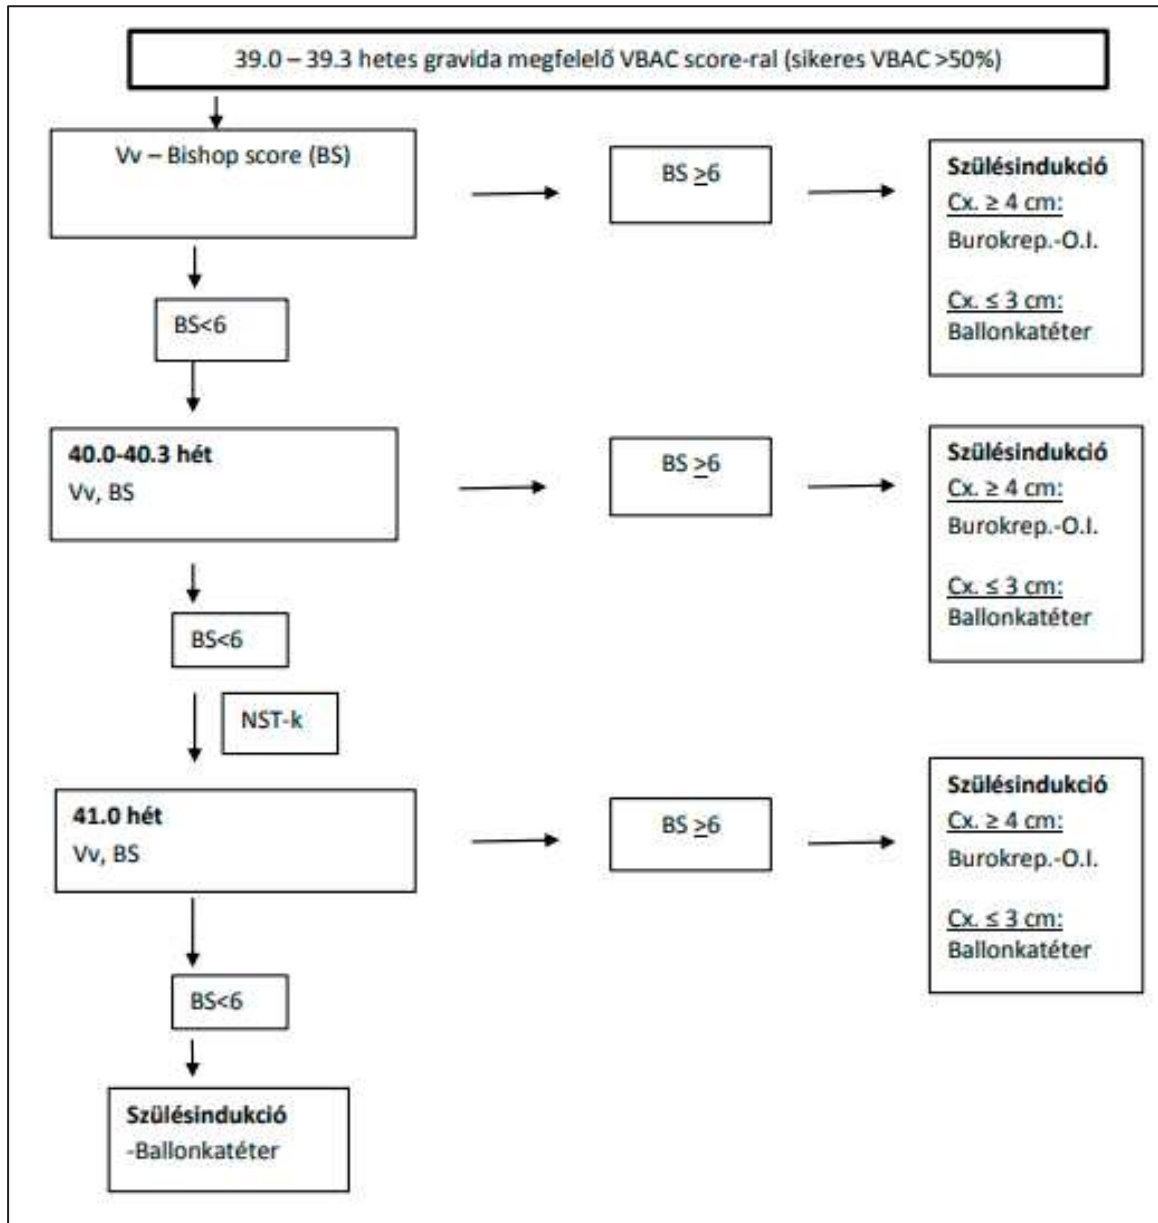 39.0 – 39.3 hetes gravida megfelelő VBAC score-ral (sikeres VBAC >50%)
Vv – Bishop score (BS)
BS ≥6
Szülésindukció
Cx. ≥ 4 cm:
Burokrep.-O.I.
Cx. ≤ 3 cm:
Ballonkatéter
BS<6
40.0-40.3 hét
Vv, BS
BS ≥6
Szülésindukció
Cx. ≥ 4 cm:
Burokrep.-O.I.
Cx. ≤ 3 cm:
Ballonkatéter
BS<6
NST-k
41.0 hét
Vv, BS
BS ≥6
Szülésindukció
Cx. ≥ 4 cm:
Burokrep.-O.I.
Cx. ≤ 3 cm:
Ballonkatéter
BS<6
Szülésindukció
-Ballonkatéter